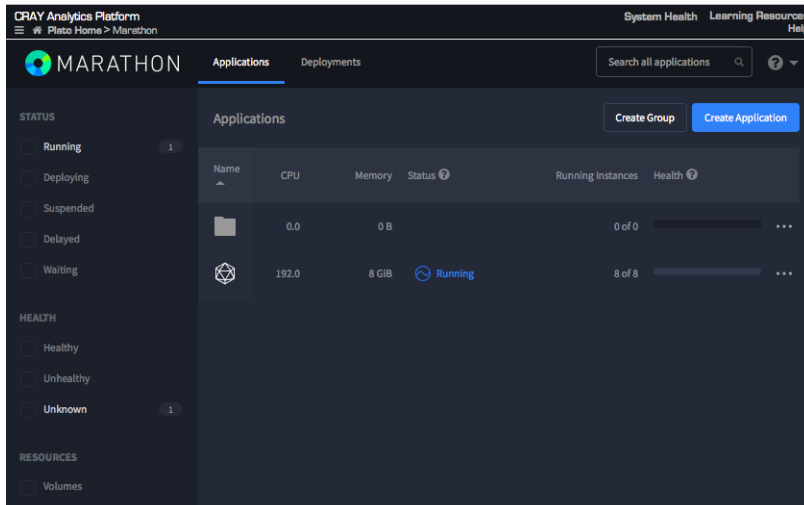 CRAY Analytics Platform
System Health Learning Resource
Plato Home > Marathon
Hel
MARATHON
Applications
Deployments
Search all applications
STATUS
Running 1
Deploying
Suspended
Delayed
Waiting
HEALTH
Healthy
Unhealthy
Unknown 1
RESOURCES
Volumes
Applications
Create Group
Create Application
Name CPU Memory Status Running Instances Health
0.0 0 B 0 of 0
192.0 8 GiB Running 8 of 8